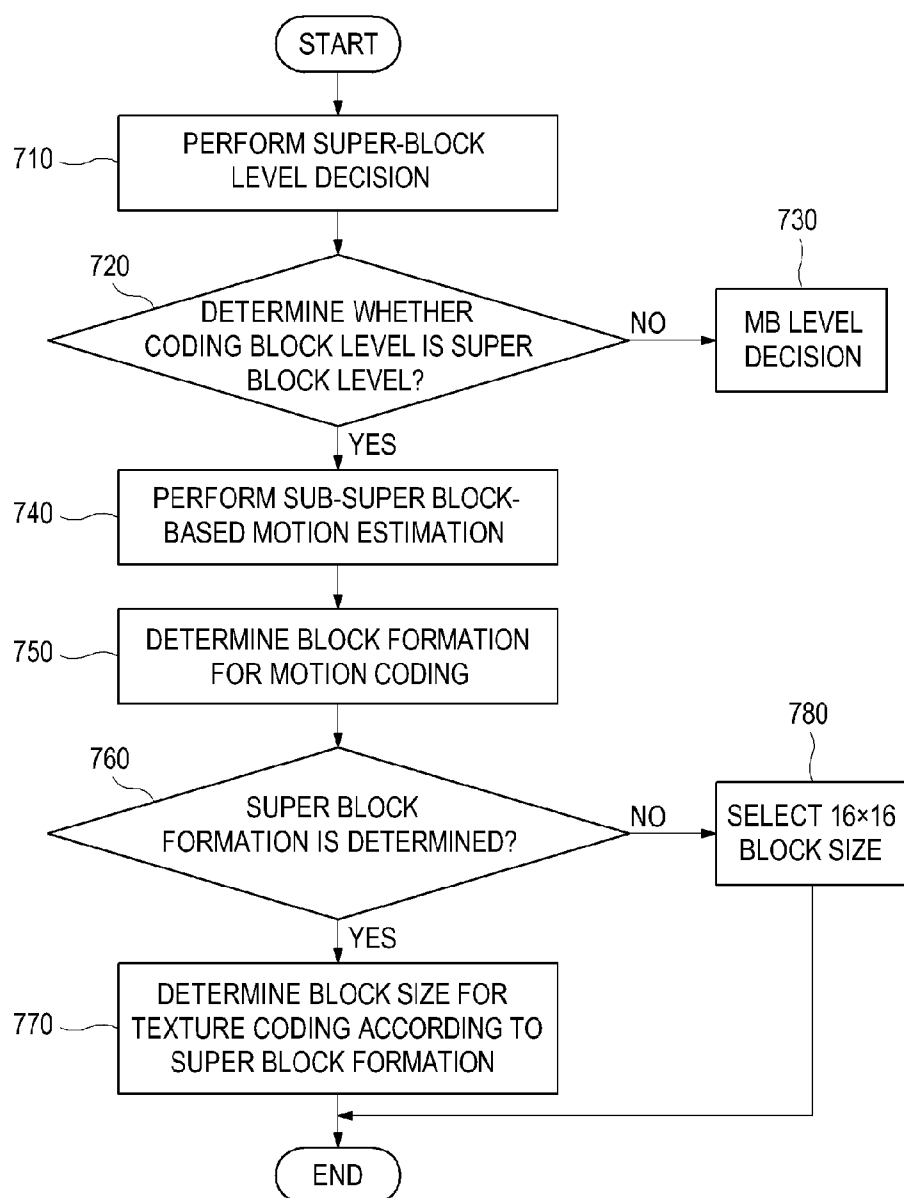 START
710
PERFORM SUPER-BLOCK
LEVEL DECISION
720
DETERMINE WHETHER
CODING BLOCK LEVEL IS SUPER
BLOCK LEVEL?
NO
730
MB LEVEL
DECISION
YES
740
PERFORM SUB-SUPER BLOCK-
BASED MOTION ESTIMATION
750
DETERMINE BLOCK FORMATION
FOR MOTION CODING
760
SUPER BLOCK
FORMATION IS DETERMINED?
NO
780
SELECT 16×16
BLOCK SIZE
YES
770
DETERMINE BLOCK SIZE FOR
TEXTURE CODING ACCORDING TO
SUPER BLOCK FORMATION
END